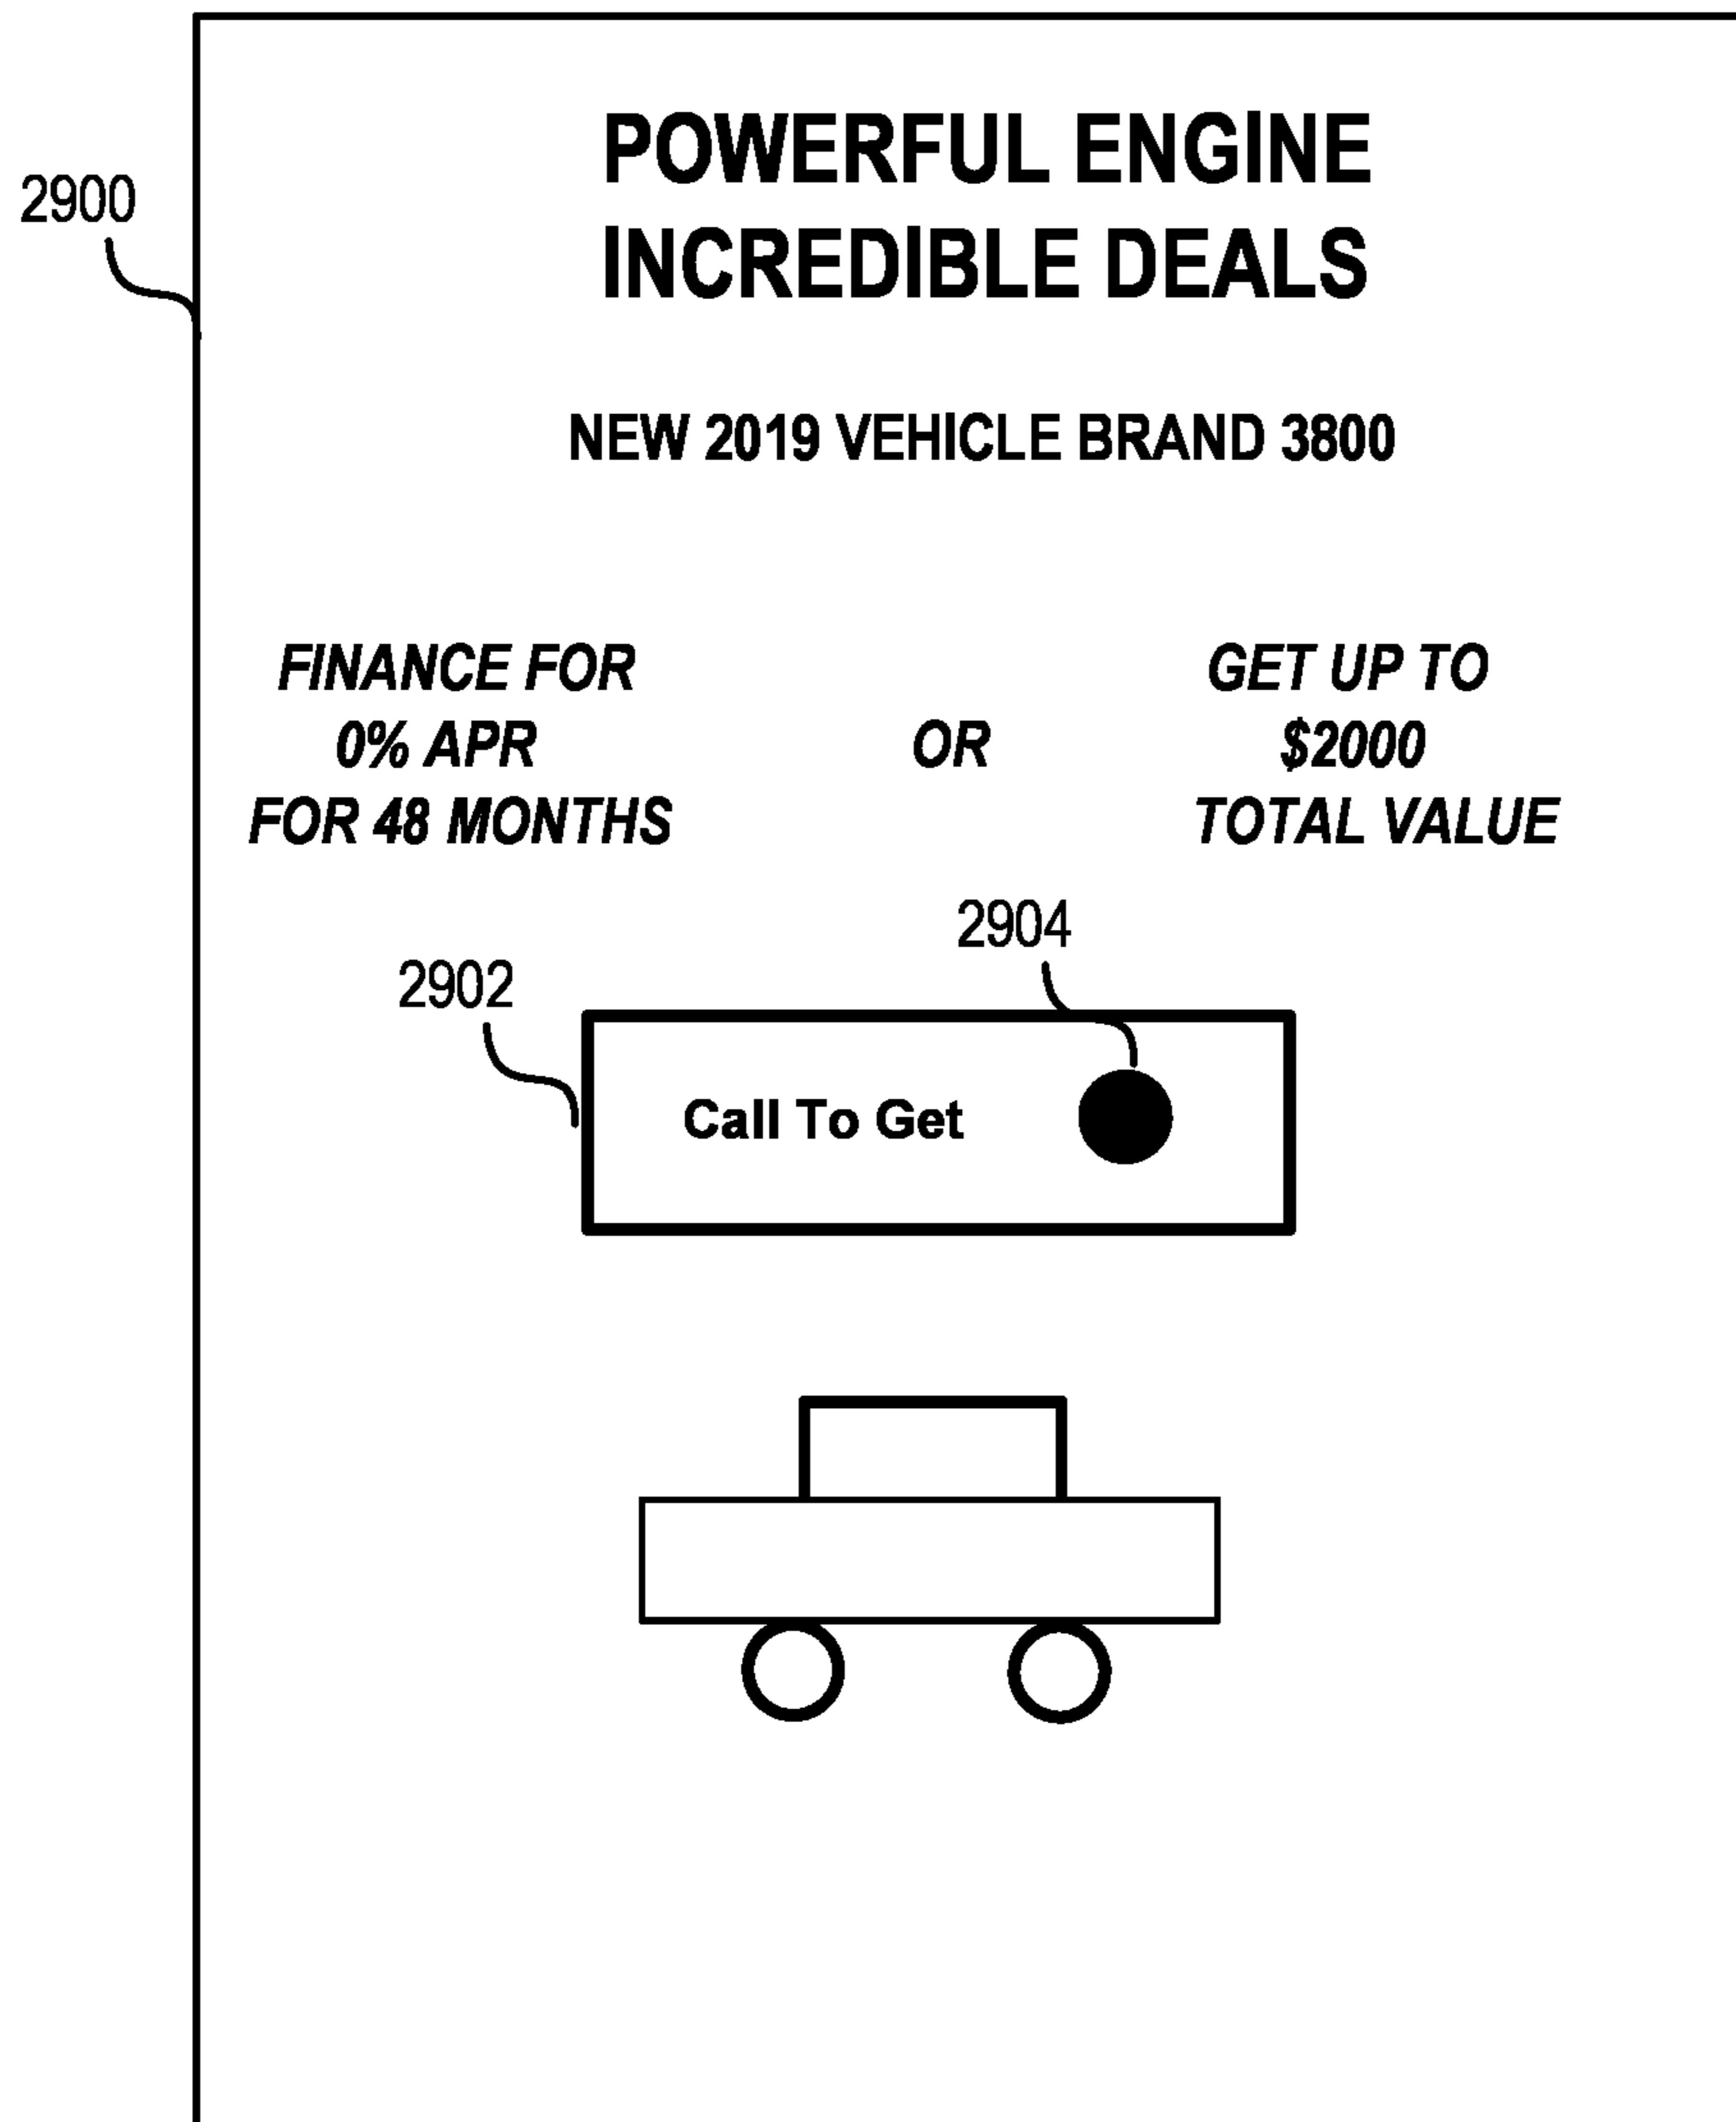 POWERFUL ENGINE
INCREDIBLE DEALS
2900
NEW 2019 VEHICLE BRAND 3800
FINANCE FOR
0% APR
FOR 48 MONTHS
OR
GET UP TO
$2000
TOTAL VALUE
2904
2902
Call To Get